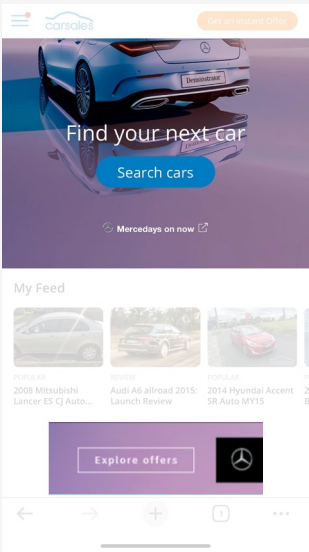 carsales
Get an Instant Offer
Demonstrator
Find your next car
Search cars
Mercedays on now
My Feed
POPULAR
2008 Mitsubishi
Lancer ES CJ Auto...
REVIEW
Audi A6 allroad 2015:
Launch Review
POPULAR
2014 Hyundai Accent
SR Auto MY15
Explore offers
1